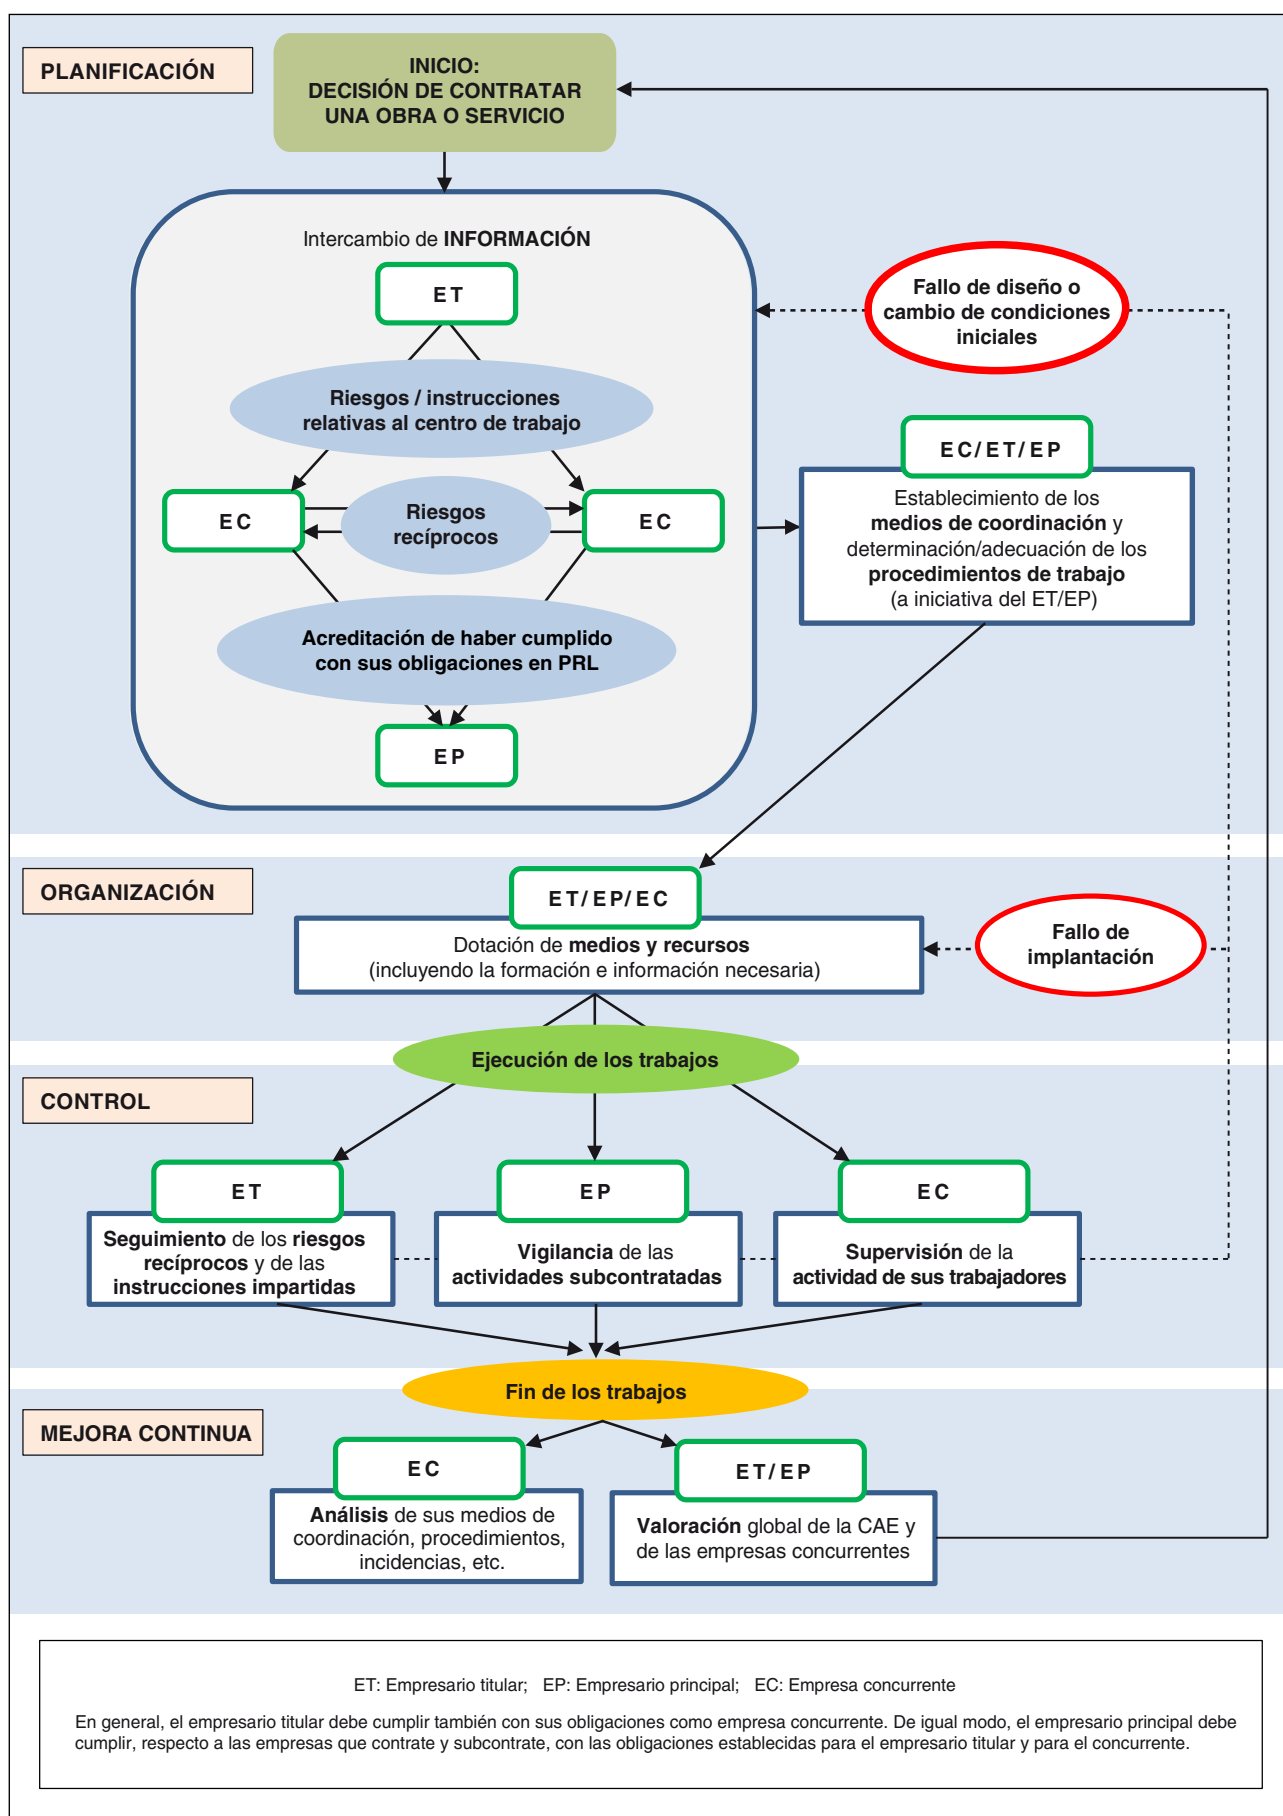 PLANIFICACIÓN
INICIO:
DECISIÓN DE CONTRATAR
UNA OBRA O SERVICIO
Intercambio de INFORMACIÓN
ET
Fallo de diseño o
cambio de condiciones
iniciales
Riesgos / instrucciones
relativas al centro de trabajo
EC/ET/EP
Establecimiento de los
medios de coordinación y
determinación/adecuación de los
procedimientos de trabajo
(a iniciativa del ET/EP)
EC
Riesgos
recíprocos
EC
Acreditación de haber cumplido
con sus obligaciones en PRL
EP
ORGANIZACIÓN
ET/EP/EC
Dotación de medios y recursos
(incluyendo la formación e información necesaria)
Fallo de
implantación
Ejecución de los trabajos
CONTROL
ET
Seguimiento de los riesgos
recíprocos y de las
instrucciones impartidas
EP
Vigilancia de las
actividades subcontratadas
EC
Supervisión de la
actividad de sus trabajadores
Fin de los trabajos
MEJORA CONTINUA
EC
Análisis de sus medios de
coordinación, procedimientos,
incidencias, etc.
ET/EP
Valoración global de la CAE y
de las empresas concurrentes
ET: Empresario titular; EP: Empresario principal; EC: Empresa concurrente
En general, el empresario titular debe cumplir también con sus obligaciones como empresa concurrente. De igual modo, el empresario principal debe
cumplir, respecto a las empresas que contrate y subcontrate, con las obligaciones establecidas para el empresario titular y para el concurrente.